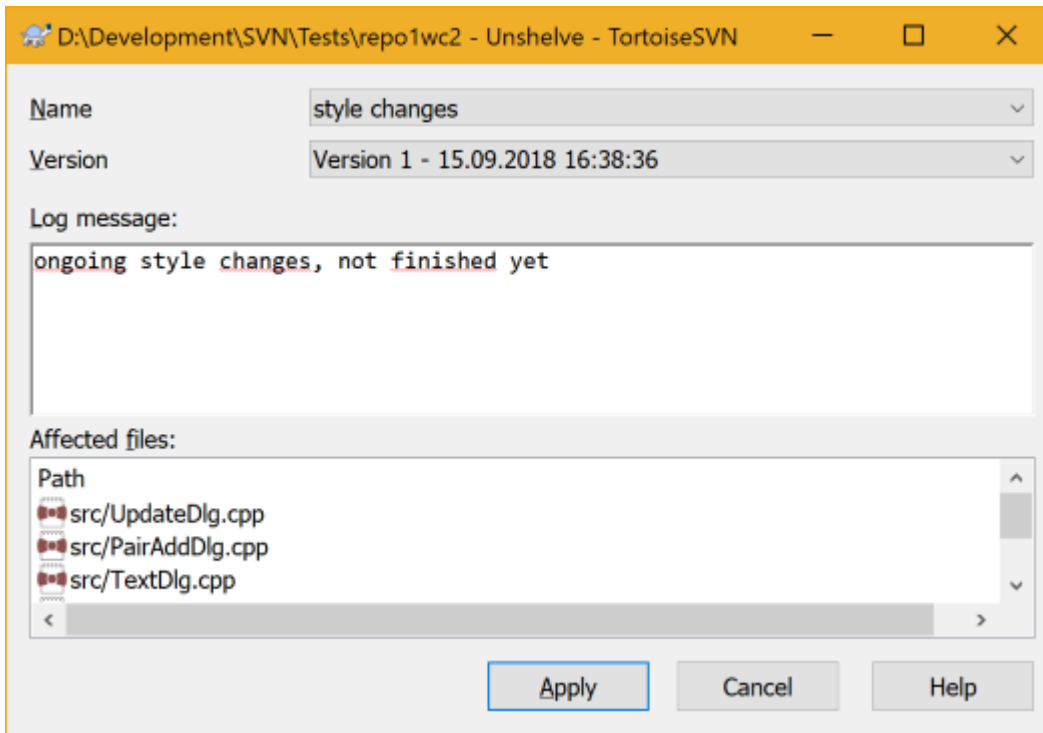 D:\Development\SVN\Tests\repo1wc2 - Unshelve - TortoiseSVN
Name style changes
Version Version 1 - 15.09.2018 16:38:36
Log message:
ongoing style changes, not finished yet
Affected files:
Path
src/UpdateDlg.cpp
src/PairAddDlg.cpp
src/TextDlg.cpp
Apply Cancel Help